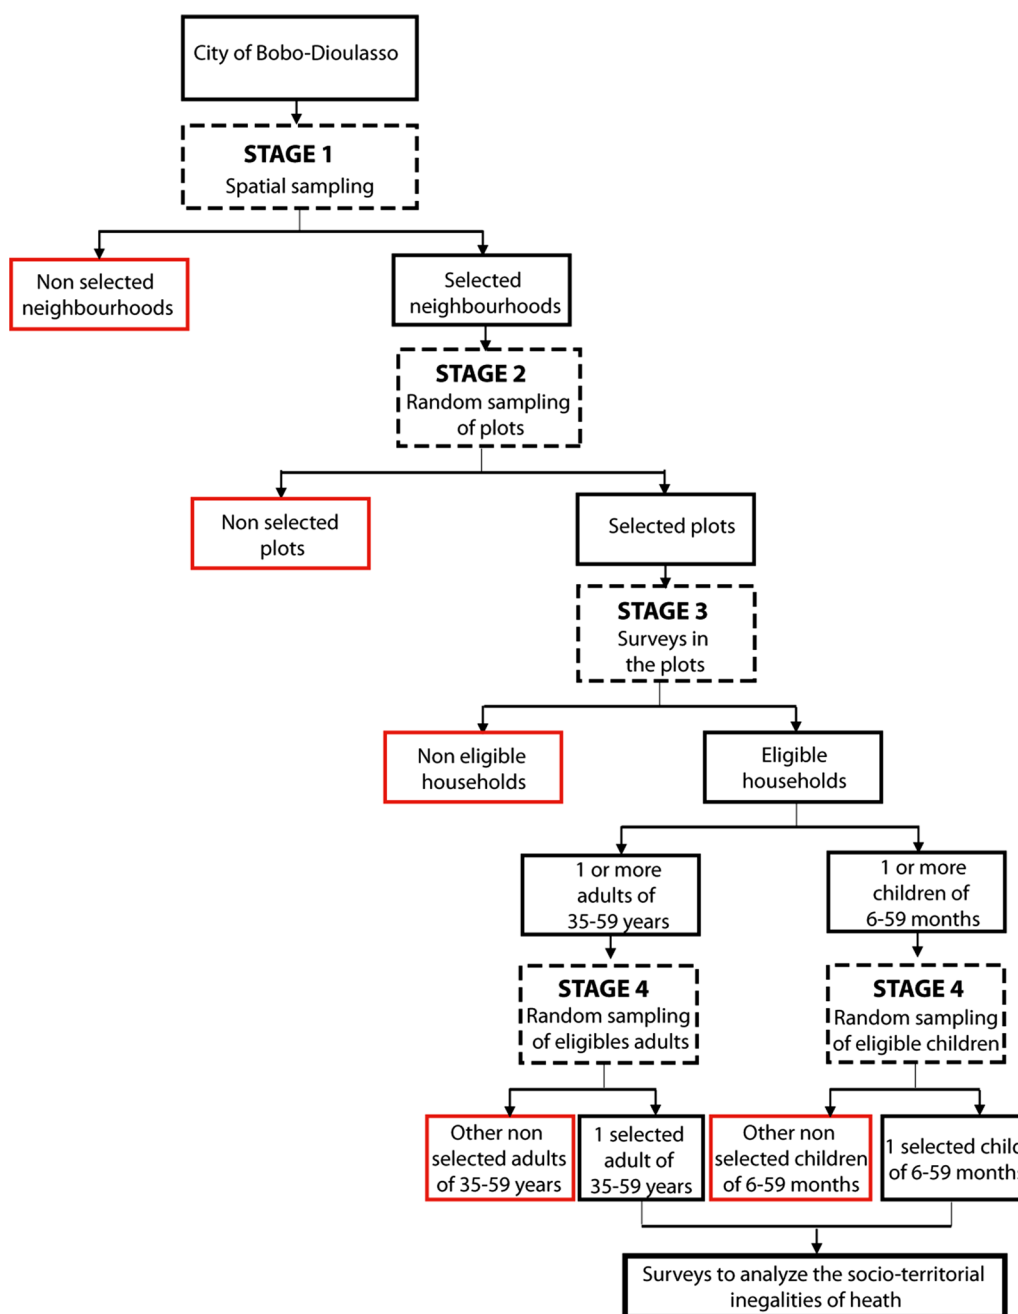 City of Bobo-Dioulasso
STAGE 1
Spatial sampling
Non selected
neighbourhoods
Selected
neighbourhoods
STAGE 2
Random sampling
of plots
Non selected
plots
Selected plots
STAGE 3
Surveys in
the plots
Non eligible
households
Eligible
households
1 or more
adults of
35-59 years
1 or more
children of
6-59 months
STAGE 4
Random sampling
of eligibles adults
STAGE 4
Random sampling
of eligible children
Other non
selected adults
of 35-59 years
1 selected
adult of
35-59 years
Other non
selected children
of 6-59 months
1 selected child
of 6-59 months
Surveys to analyze the socio-territorial
inegalities of heath